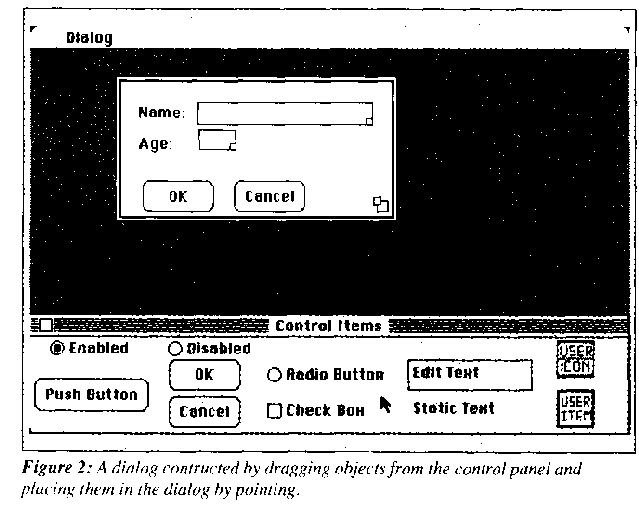 Dialog
Name:
Age:
OK Cancel
Control Items
Enabled Disabled
Push Button
OK
Cancel
Radio Button
Check Box
Edit Text
Static Text
USER
ICON
USER
ITEM
Figure 2: A dialog contructed by dragging objects from the control panel and
placing them in the dialog by pointing.